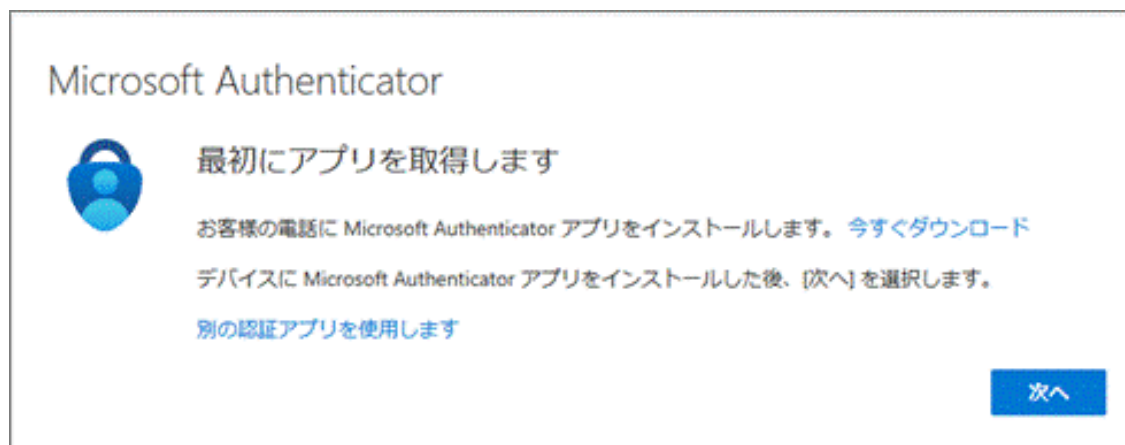 Microsoft Authenticator
最初にアプリを取得します
お客様の電話に Microsoft Authenticator アプリをインストールします。 今すぐダウンロード
デバイスに Microsoft Authenticator アプリをインストールした後、[次へ] を選択します。
別の認証アプリを使用します
次へ